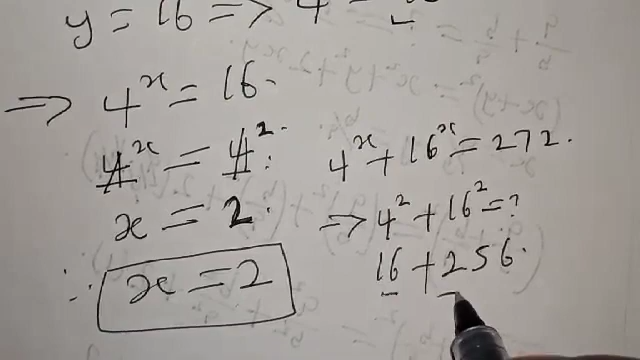 y = 16 => 4
=> 4^x = 16.
4^x = 4^2.
x = 2.
∴ x = 2
4^x + 16^x = 272.
=> 4^2 + 16^2 = ?
16 + 256.